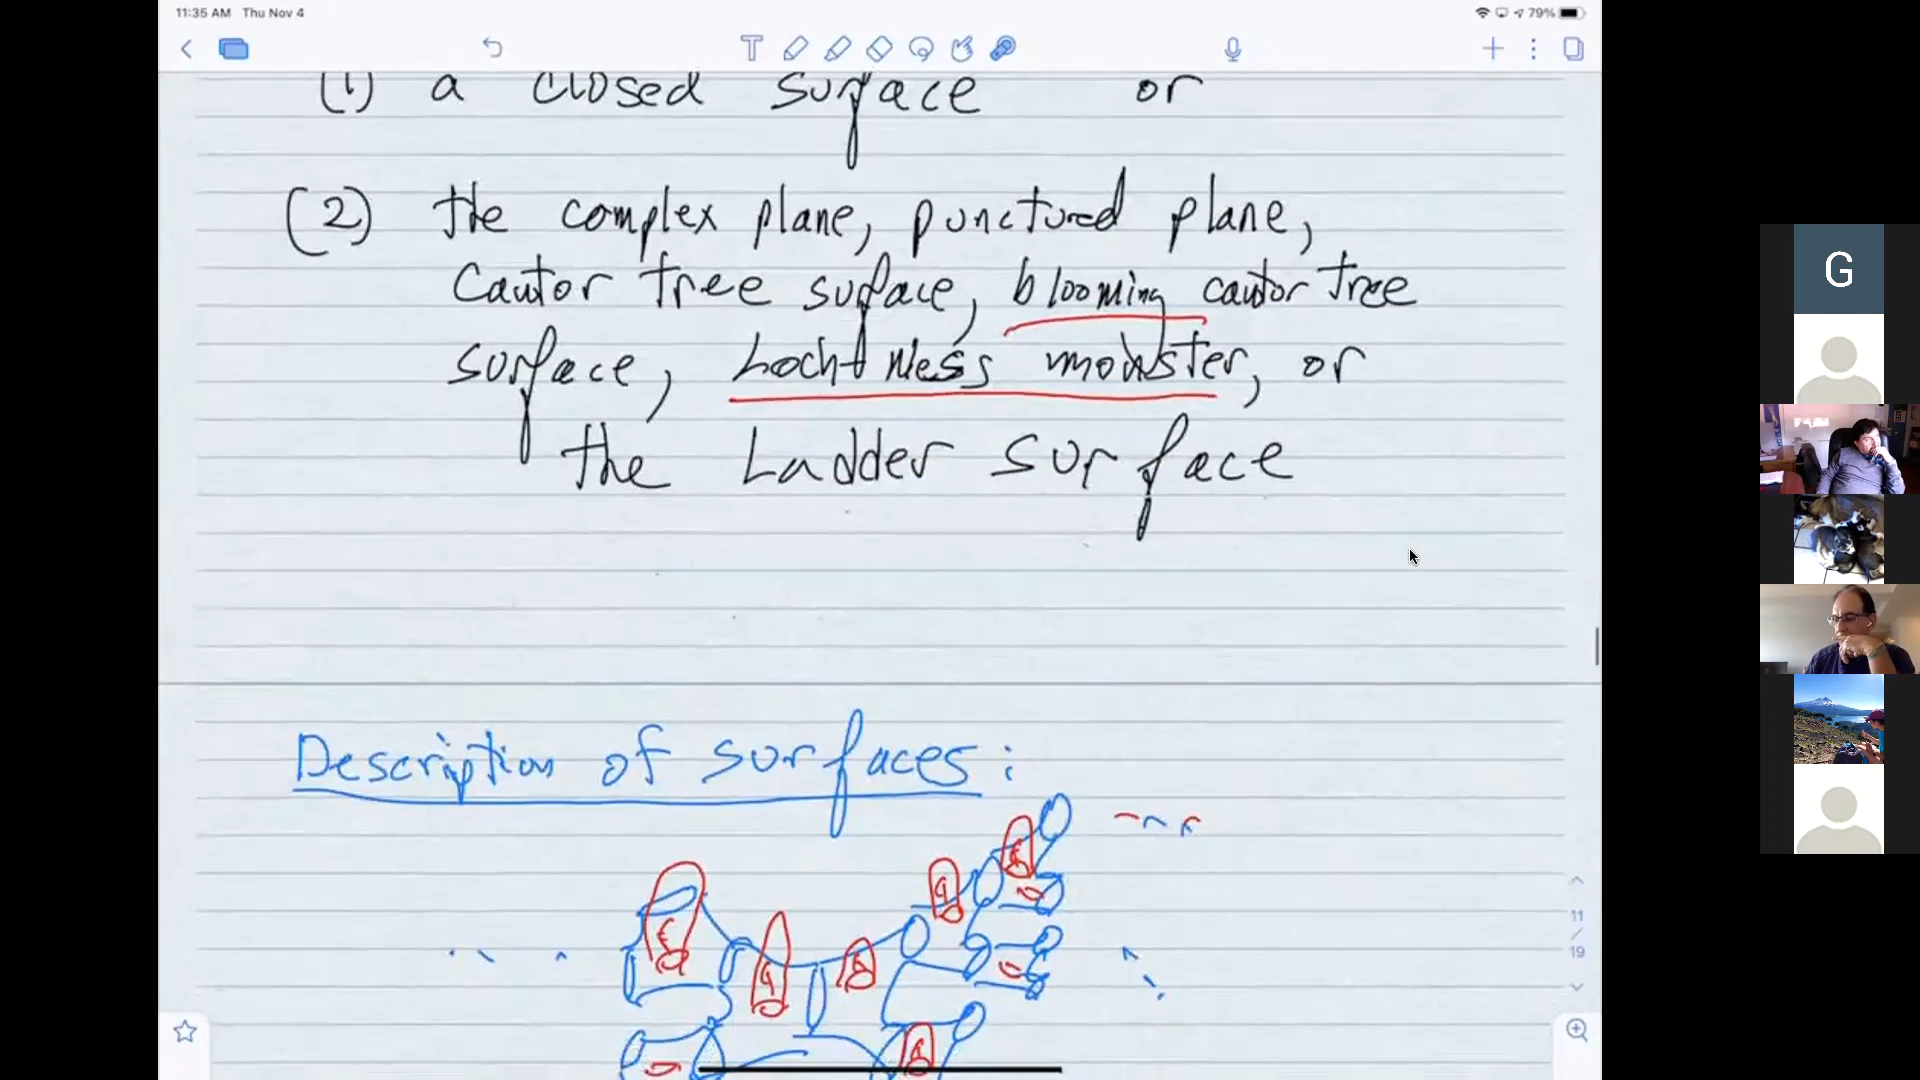 11:35 AM Thu Nov 4
79%
T
(1) a closed surface or
(2) the complex plane, punctured plane,
Cantor tree surface, blooming cantor tree
surface, Locht Ness monster, or
the Ladder surface
Description of surfaces:
11
19
G